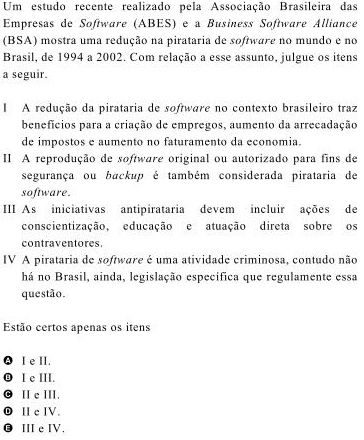 Um estudo recente realizado pela Associação Brasileira das
Empresas de Software (ABES) e a Business Software Alliance
(BSA) mostra uma redução na pirataria de software no mundo e no
Brasil, de 1994 a 2002. Com relação a esse assunto, julgue os itens
a seguir.
I A redução da pirataria de software no contexto brasileiro traz
benefícios para a criação de empregos, aumento da arrecadação
de impostos e aumento no faturamento da economia.
II A reprodução de software original ou autorizado para fins de
segurança ou backup é também considerada pirataria de
software.
III As iniciativas antipirataria devem incluir ações de
conscientização, educação e atuação direta sobre os
contraventores.
IV A pirataria de software é uma atividade criminosa, contudo não
há no Brasil, ainda, legislação específica que regulamente essa
questão.
Estão certos apenas os itens
A I e II.
B I e III.
C II e III.
D II e IV.
E III e IV.